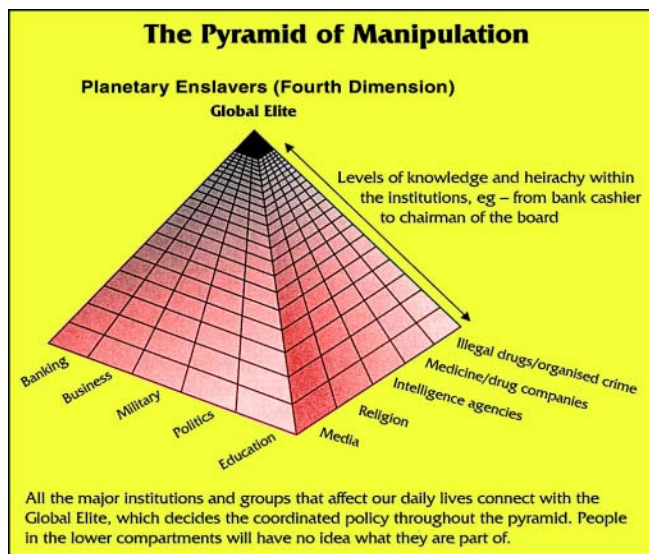 The Pyramid of Manipulation
Planetary Enslavers (Fourth Dimension)
Global Elite
Levels of knowledge and heirachy within
the institutions, eg – from bank cashier
to chairman of the board
Banking
Business
Military
Politics
Education
Media
Religion
Intelligence agencies
Medicine/drug companies
Illegal drugs/organised crime
All the major institutions and groups that affect our daily lives connect with the
Global Elite, which decides the coordinated policy throughout the pyramid. People
in the lower compartments will have no idea what they are part of.